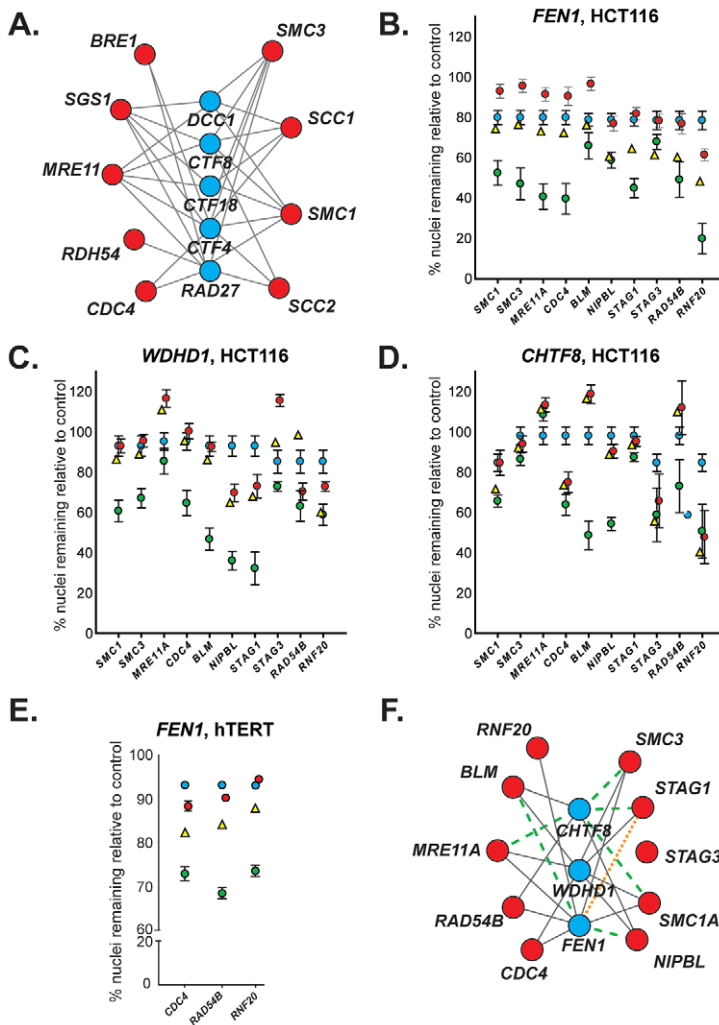 A.
BRE1
SMC3
SGS1
DCC1
SCC1
CTF8
MRE11
CTF18
SMC1
CTF4
RDH54
RAD27
CDC4
SCC2
B.
FEN1, HCT116
% nuclei remaining relative to control
120
100
80
60
40
20
0
SMC1
SMC3
MRE11A
CDC4
BLM
NIPBL
STAG1
STAG3
RAD54B
RNF20
C.
WDHD1, HCT116
% nuclei remaining relative to control
120
100
80
60
40
20
0
SMC1
SMC3
MRE11A
CDC4
BLM
NIPBL
STAG1
STAG3
RAD54B
RNF20
D.
CHTF8, HCT116
% nuclei remaining relative to control
120
100
80
60
40
20
0
SMC1
SMC3
MRE11A
CDC4
BLM
NIPBL
STAG1
STAG3
RAD54B
RNF20
E.
FEN1, hTERT
% nuclei remaining relative to control
100
90
80
70
60
20
0
CDC4
RAD54B
RNF20
F.
RNF20
SMC3
BLM
STAG1
CHTF8
MRE11A
STAG3
WDHD1
RAD54B
SMC1A
FEN1
NIPBL
CDC4